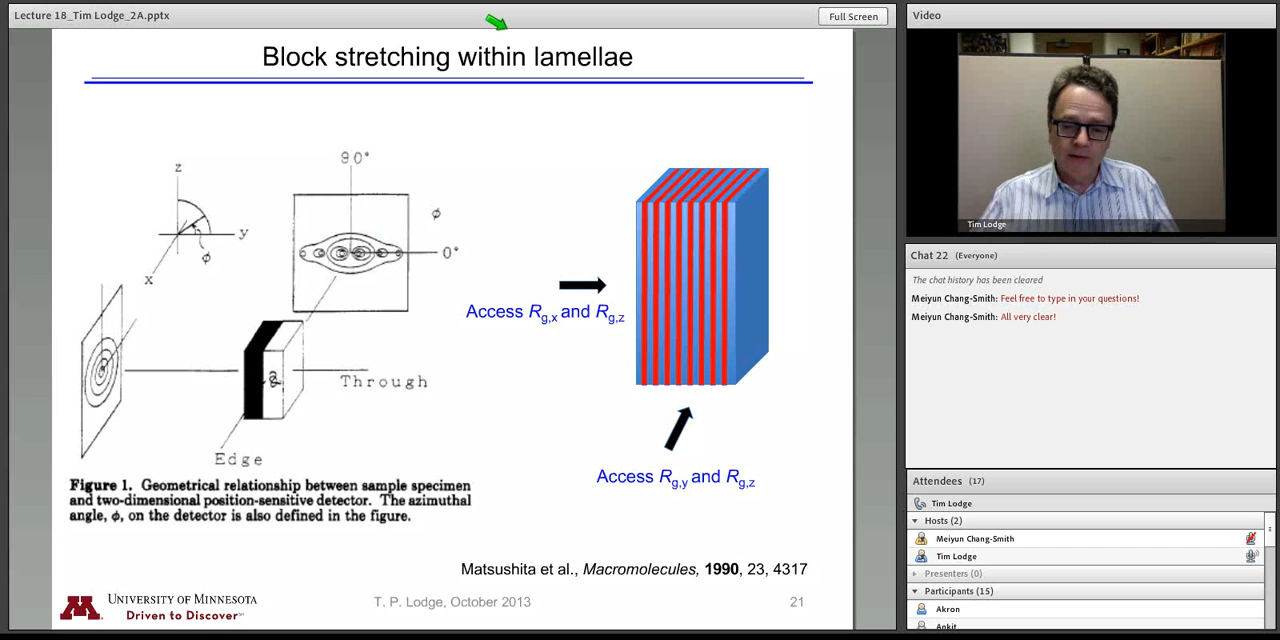 Lecture 18_Tim Lodge_2A.pptx
Full Screen
Block stretching within lamellae
90°
z
y
ϕ
x
ϕ
0°
Access Rg,x and Rg,z
Through
Edge
Access Rg,y and Rg,z
Figure 1. Geometrical relationship between sample specimen
and two-dimensional position-sensitive detector. The azimuthal
angle, ϕ, on the detector is also defined in the figure.
Matsushita et al., Macromolecules, 1990, 23, 4317
UNIVERSITY OF MINNESOTA
Driven to Discover℠
T. P. Lodge, October 2013
21
Video
Tim Lodge
Chat 22 (Everyone)
The chat history has been cleared
Meiyun Chang-Smith: Feel free to type in your questions!
Meiyun Chang-Smith: All very clear!
Attendees (17)
Tim Lodge
Hosts (2)
Meiyun Chang-Smith
Tim Lodge
Presenters (0)
Participants (15)
Akron
Ankit